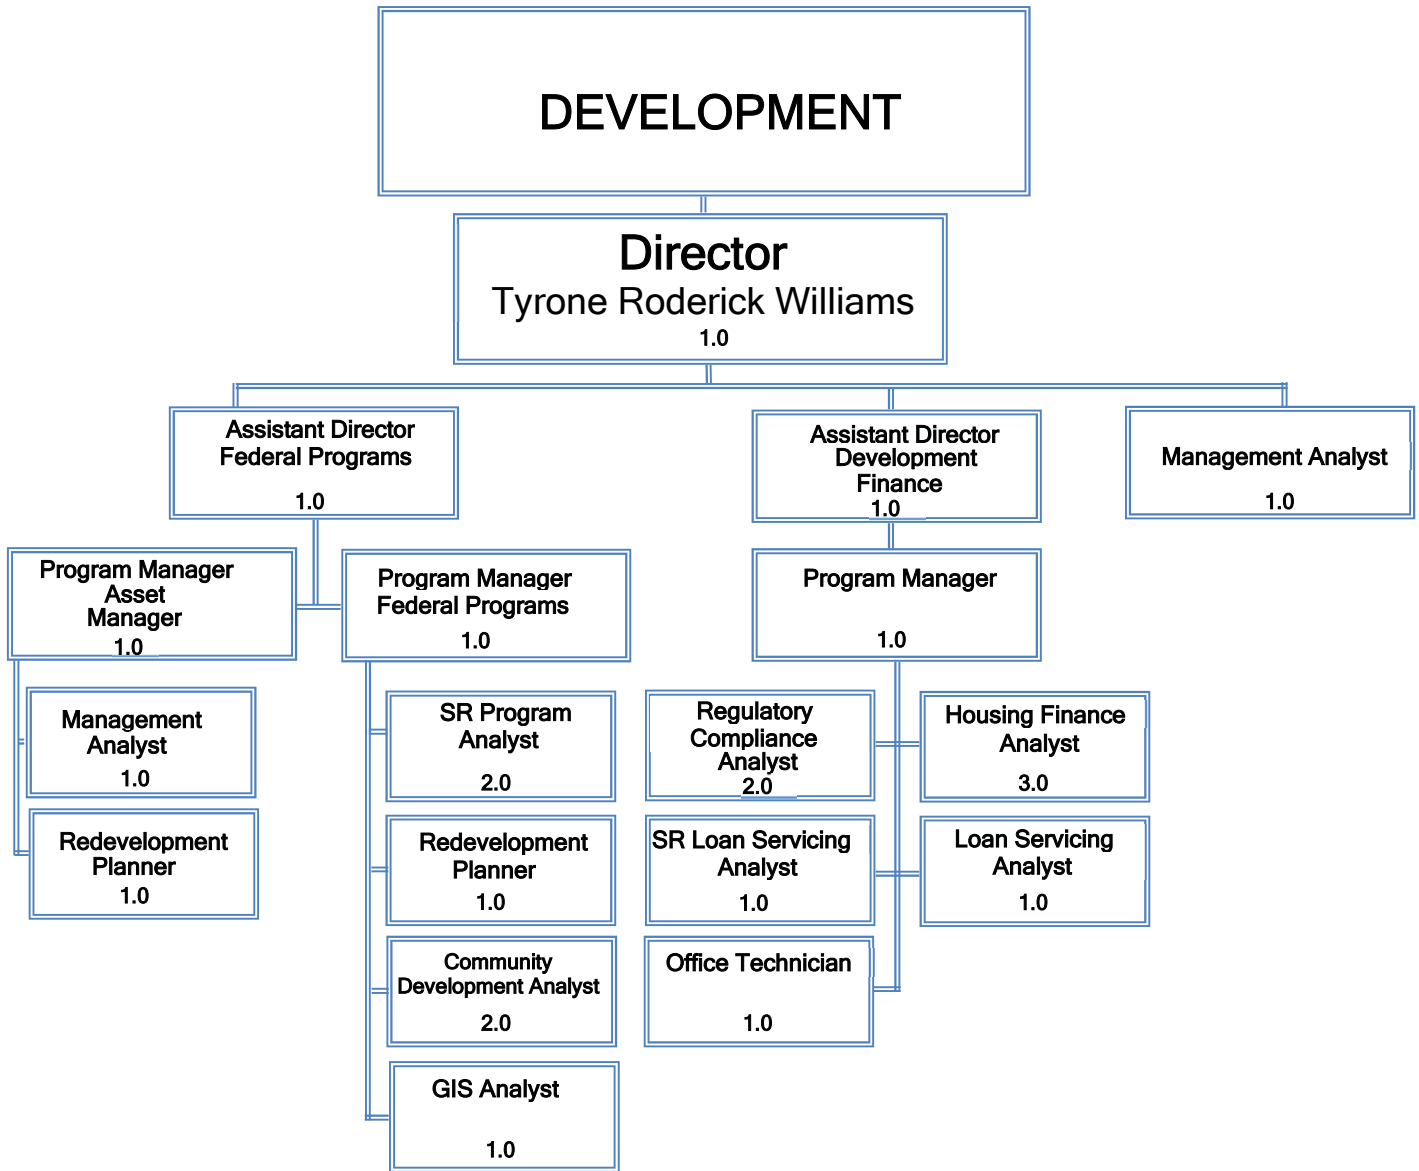 DEVELOPMENT
Director
Tyrone Roderick Williams
1.0
Assistant Director
Federal Programs
1.0
Assistant Director
Development
Finance
1.0
Management Analyst
1.0
Program Manager
Asset
Manager
1.0
Program Manager
Federal Programs
1.0
Program Manager
1.0
Management
Analyst
1.0
Redevelopment
Planner
1.0
SR Program
Analyst
2.0
Redevelopment
Planner
1.0
Community
Development Analyst
2.0
GIS Analyst
1.0
Regulatory
Compliance
Analyst
2.0
Housing Finance
Analyst
3.0
SR Loan Servicing
Analyst
1.0
Loan Servicing
Analyst
1.0
Office Technician
1.0